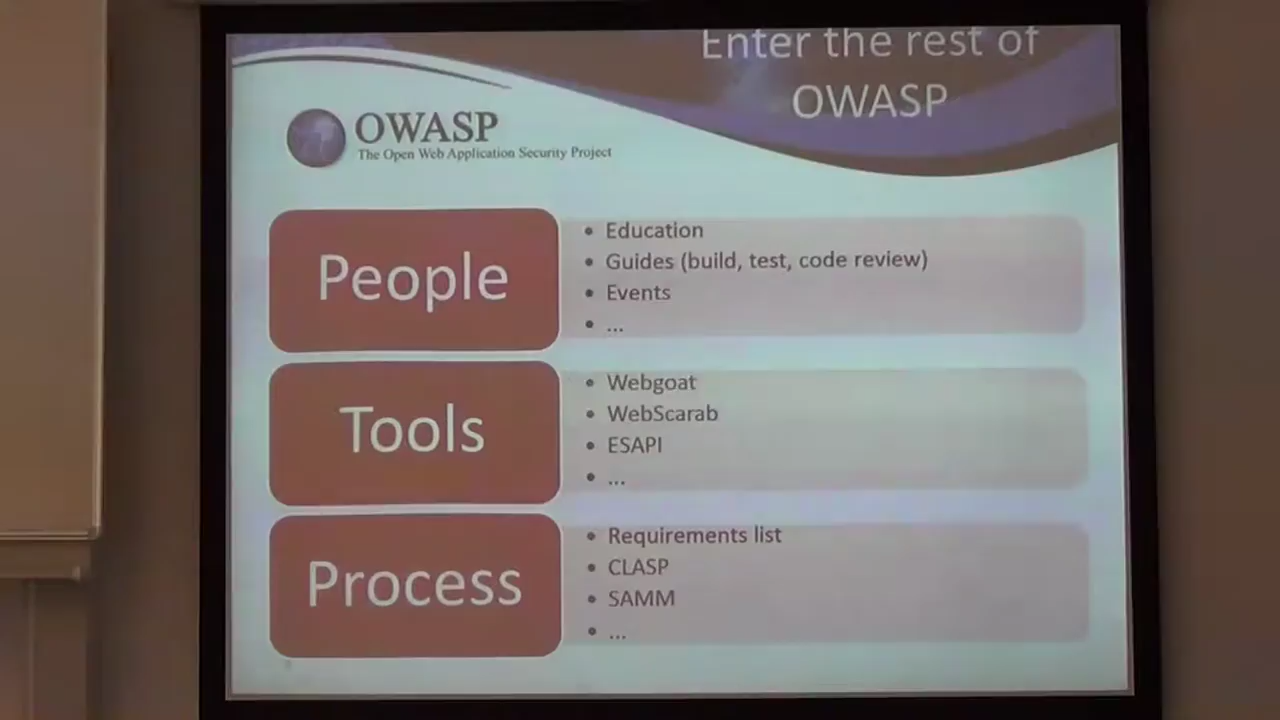 Enter the rest of
OWASP
OWASP
The Open Web Application Security Project
People
• Education
• Guides (build, test, code review)
• Events
• ...
Tools
• Webgoat
• WebScarab
• ESAPI
• ...
Process
• Requirements list
• CLASP
• SAMM
• ...